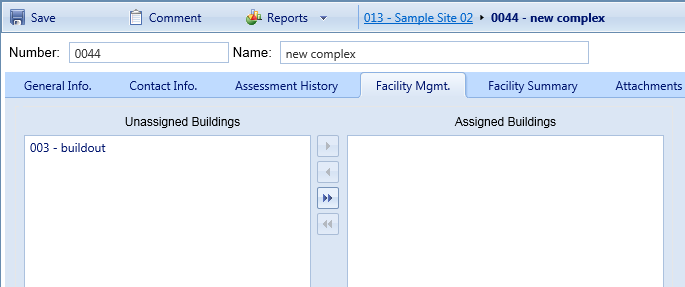 Save Comment Reports 013 - Sample Site 02 0044 - new complex
Number: 0044 Name: new complex
General Info. Contact Info. Assessment History Facility Mgmt. Facility Summary Attachments
Unassigned Buildings Assigned Buildings
003 - buildout